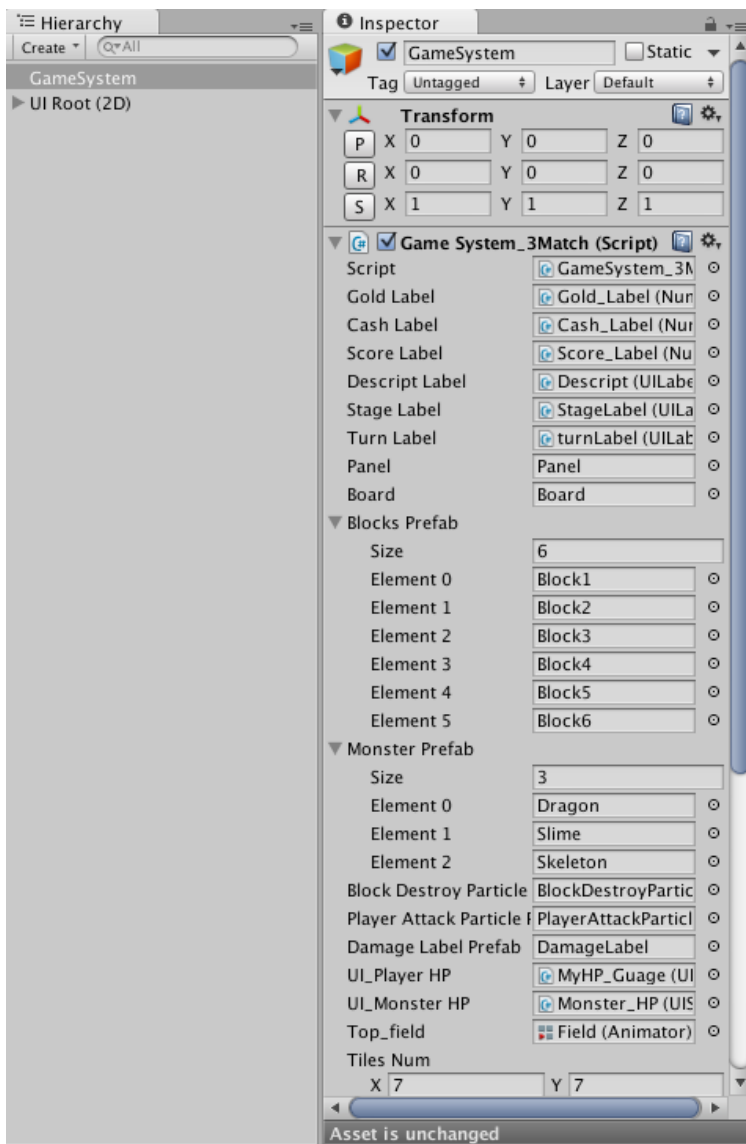 Hierarchy
Create
All
GameSystem
UI Root (2D)
Inspector
GameSystem Static
Tag Untagged Layer Default
Transform
P X 0 Y 0 Z 0
R X 0 Y 0 Z 0
S X 1 Y 1 Z 1
Game System_3Match (Script)
Script GameSystem_3M
Gold Label Gold_Label (Nun
Cash Label Cash_Label (Nur
Score Label Score_Label (Nu
Descript Label Descript (UILabe
Stage Label StageLabel (UILa
Turn Label turnLabel (UILab
Panel Panel
Board Board
Blocks Prefab
Size 6
Element 0 Block1
Element 1 Block2
Element 2 Block3
Element 3 Block4
Element 4 Block5
Element 5 Block6
Monster Prefab
Size 3
Element 0 Dragon
Element 1 Slime
Element 2 Skeleton
Block Destroy Particle BlockDestroyPartic
Player Attack Particle P PlayerAttackParticl
Damage Label Prefab DamageLabel
UI_Player HP MyHP_Guage (UI
UI_Monster HP Monster_HP (UIS
Top_field Field (Animator)
Tiles Num
X 7 Y 7
Asset is unchanged